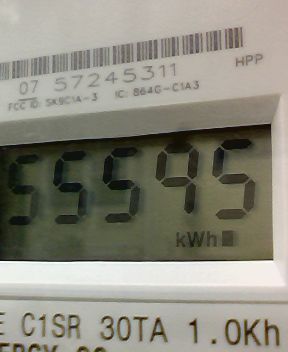 07 57245311 HPP
FCC ID: SK9C1A-3 IC: 864G-C1A3
55595
kWh
C1SR 30TA 1.0Kh